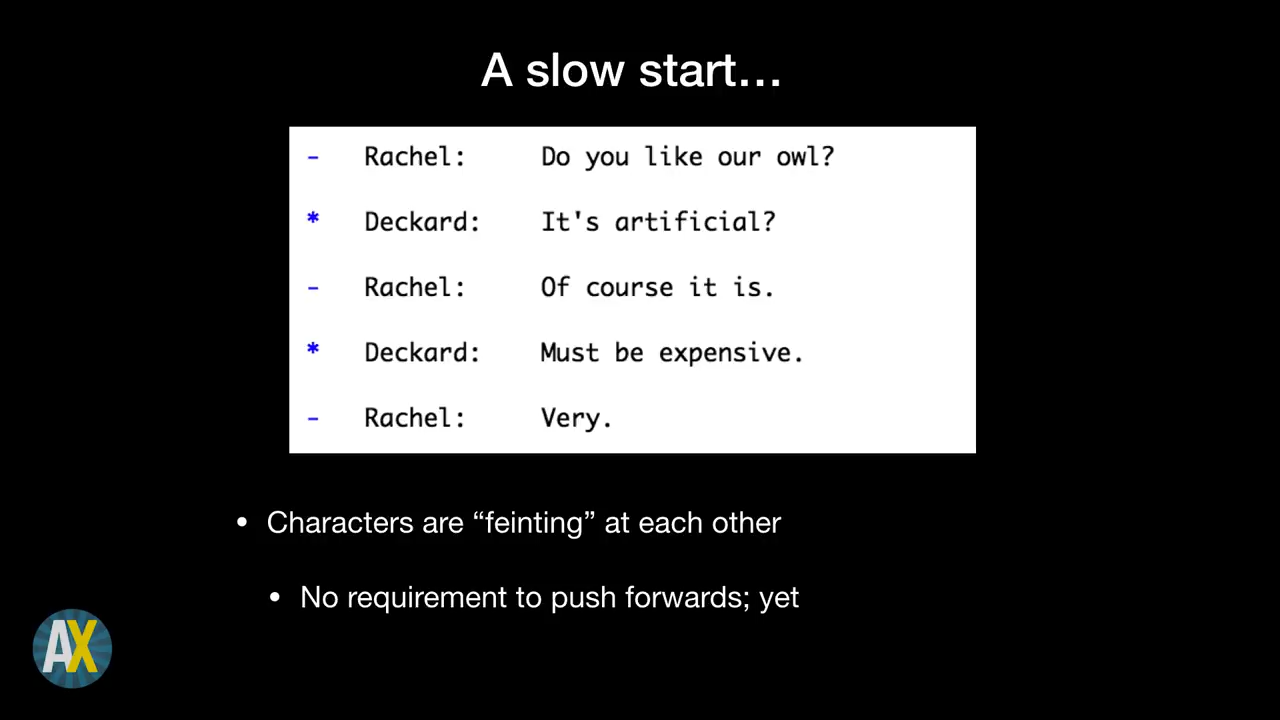 A slow start…
- Rachel: Do you like our owl?
* Deckard: It's artificial?
- Rachel: Of course it is.
* Deckard: Must be expensive.
- Rachel: Very.
• Characters are “feinting” at each other
• No requirement to push forwards; yet
AX